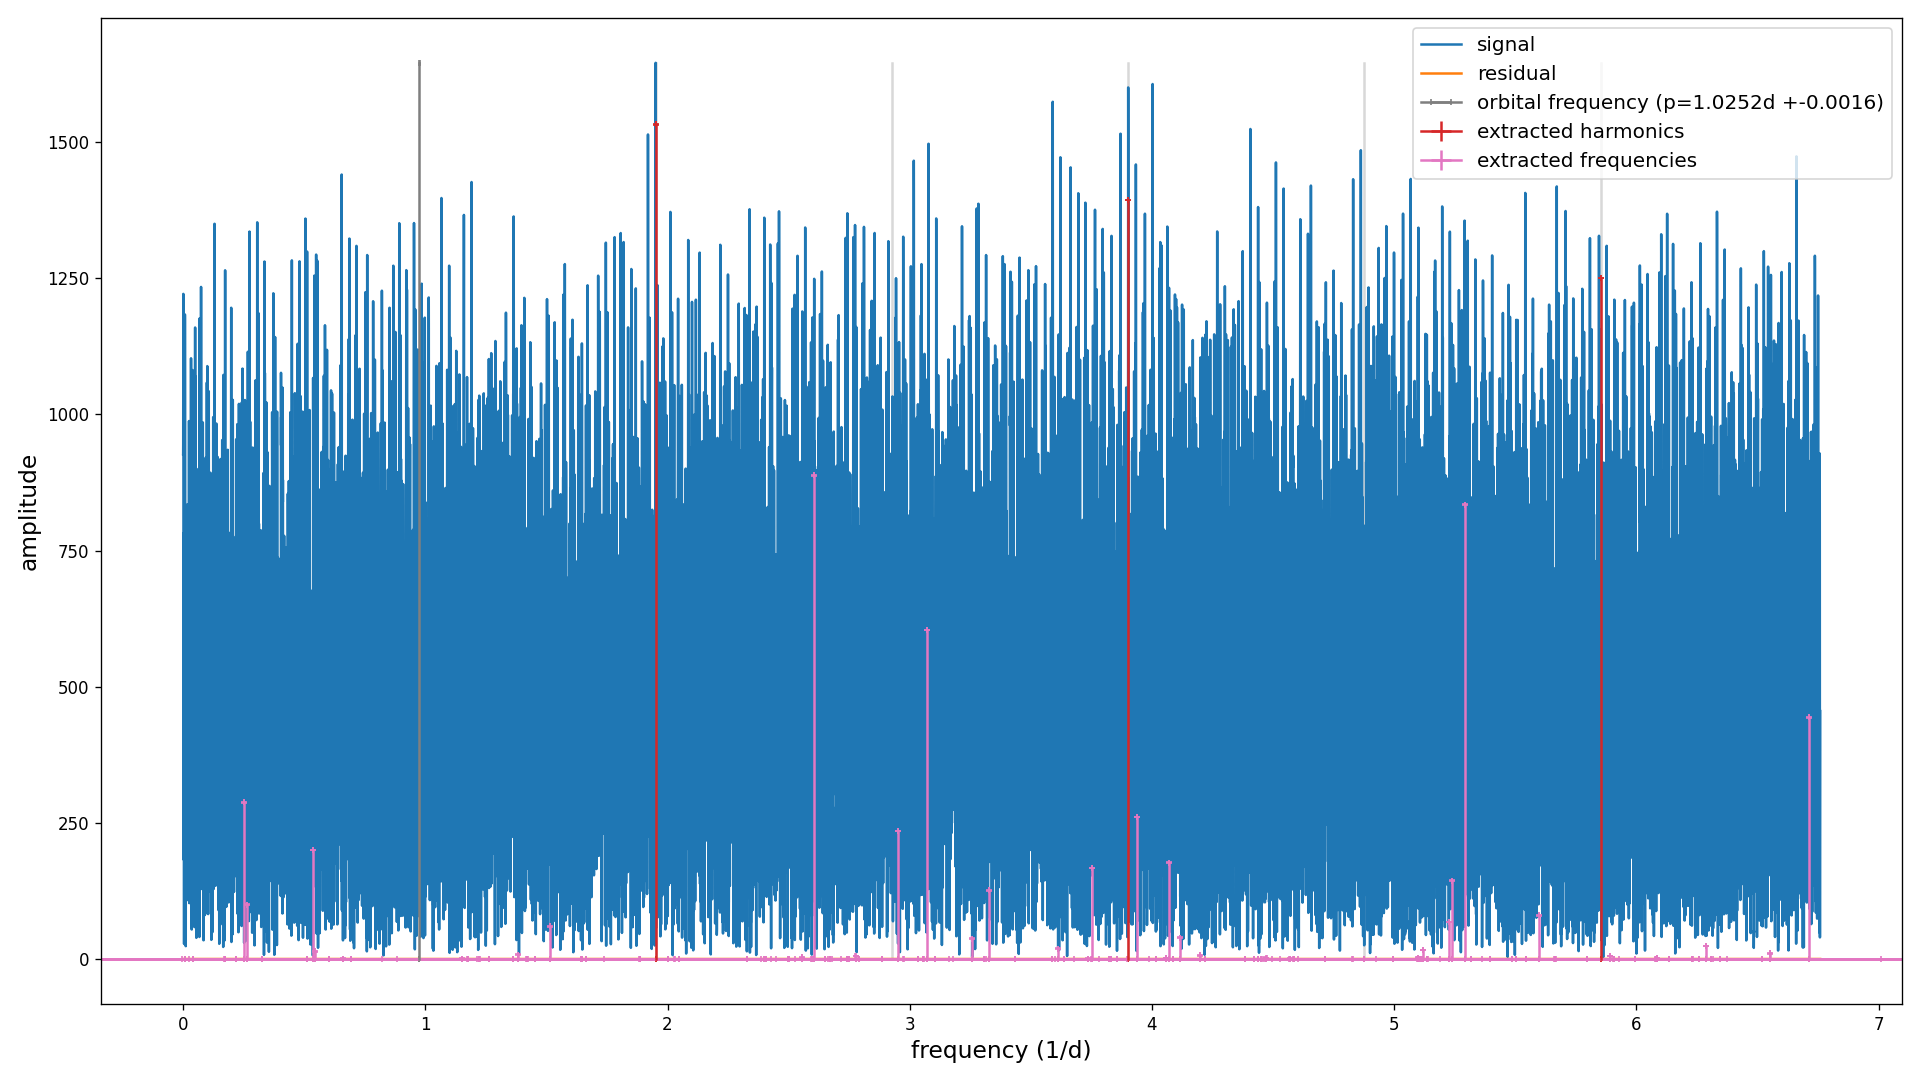 signal
residual
orbital frequency (p=1.0252d +-0.0016)
extracted harmonics
extracted frequencies
amplitude
1500
1250
1000
750
500
250
0
0 1 2 3 4 5 6 7
frequency (1/d)